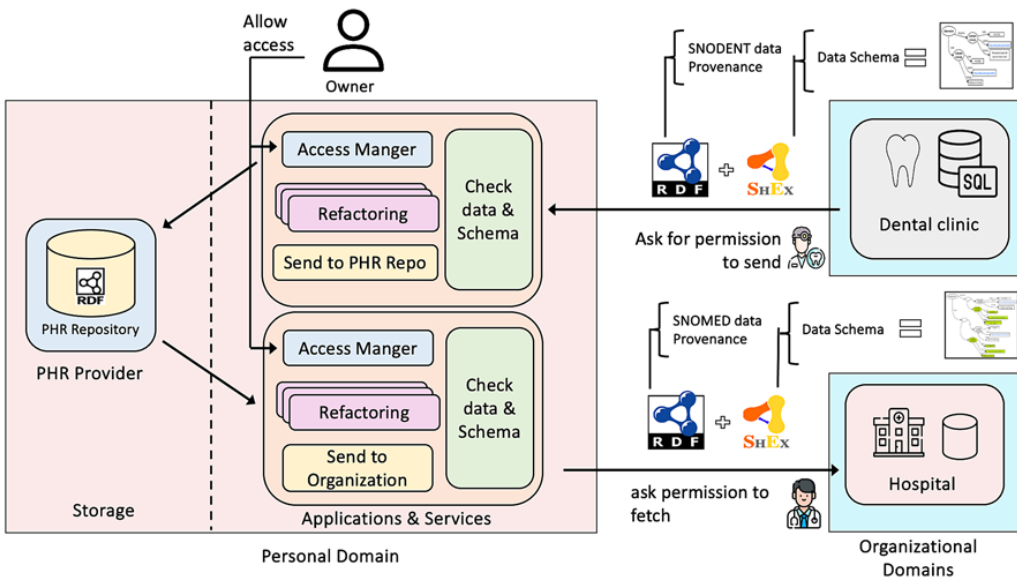 Allow
access
Owner
Access Manger
Refactoring
Send to PHR Repo
Check
data &
Schema
RDF
PHR Repository
PHR Provider
Access Manger
Refactoring
Send to
Organization
Check
data &
Schema
Storage
Applications & Services
Personal Domain
SNODENT data
Provenance
Data Schema
RDF
SHEX
Ask for permission
to send
SQL
Dental clinic
SNOMED data
Provenance
Data Schema
RDF
SHEX
ask permission to
fetch
Hospital
Organizational
Domains